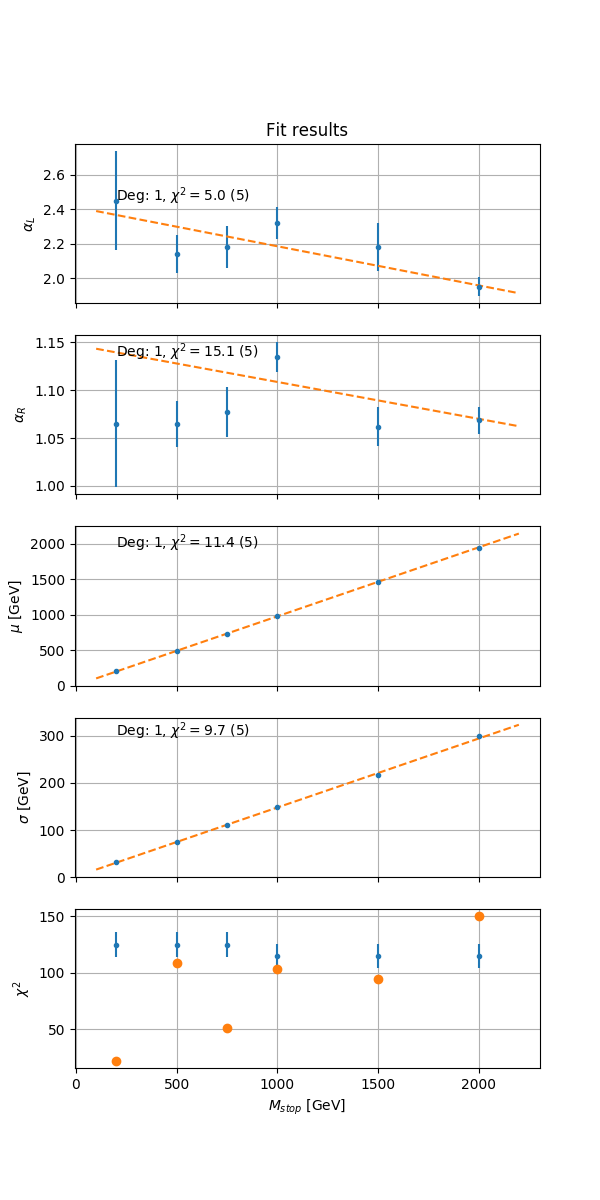 Fit results
2.6
2.4
2.2
2.0
α_L
Deg: 1, χ² = 5.0 (5)
1.15
1.10
1.05
1.00
α_R
Deg: 1, χ² = 15.1 (5)
2000
1500
1000
500
0
μ [GeV]
Deg: 1, χ² = 11.4 (5)
300
200
100
0
σ [GeV]
Deg: 1, χ² = 9.7 (5)
150
100
50
χ²
0 500 1000 1500 2000
M_stop [GeV]